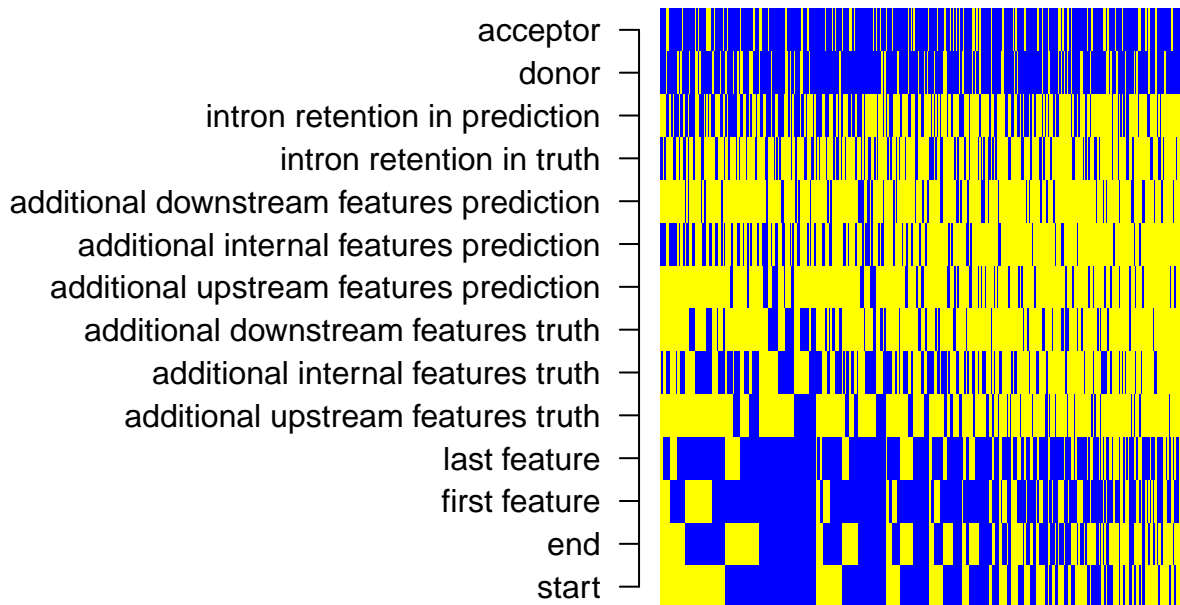 acceptor
donor
intron retention in prediction
intron retention in truth
additional downstream features prediction
additional internal features prediction
additional upstream features prediction
additional downstream features truth
additional internal features truth
additional upstream features truth
last feature
first feature
end
start